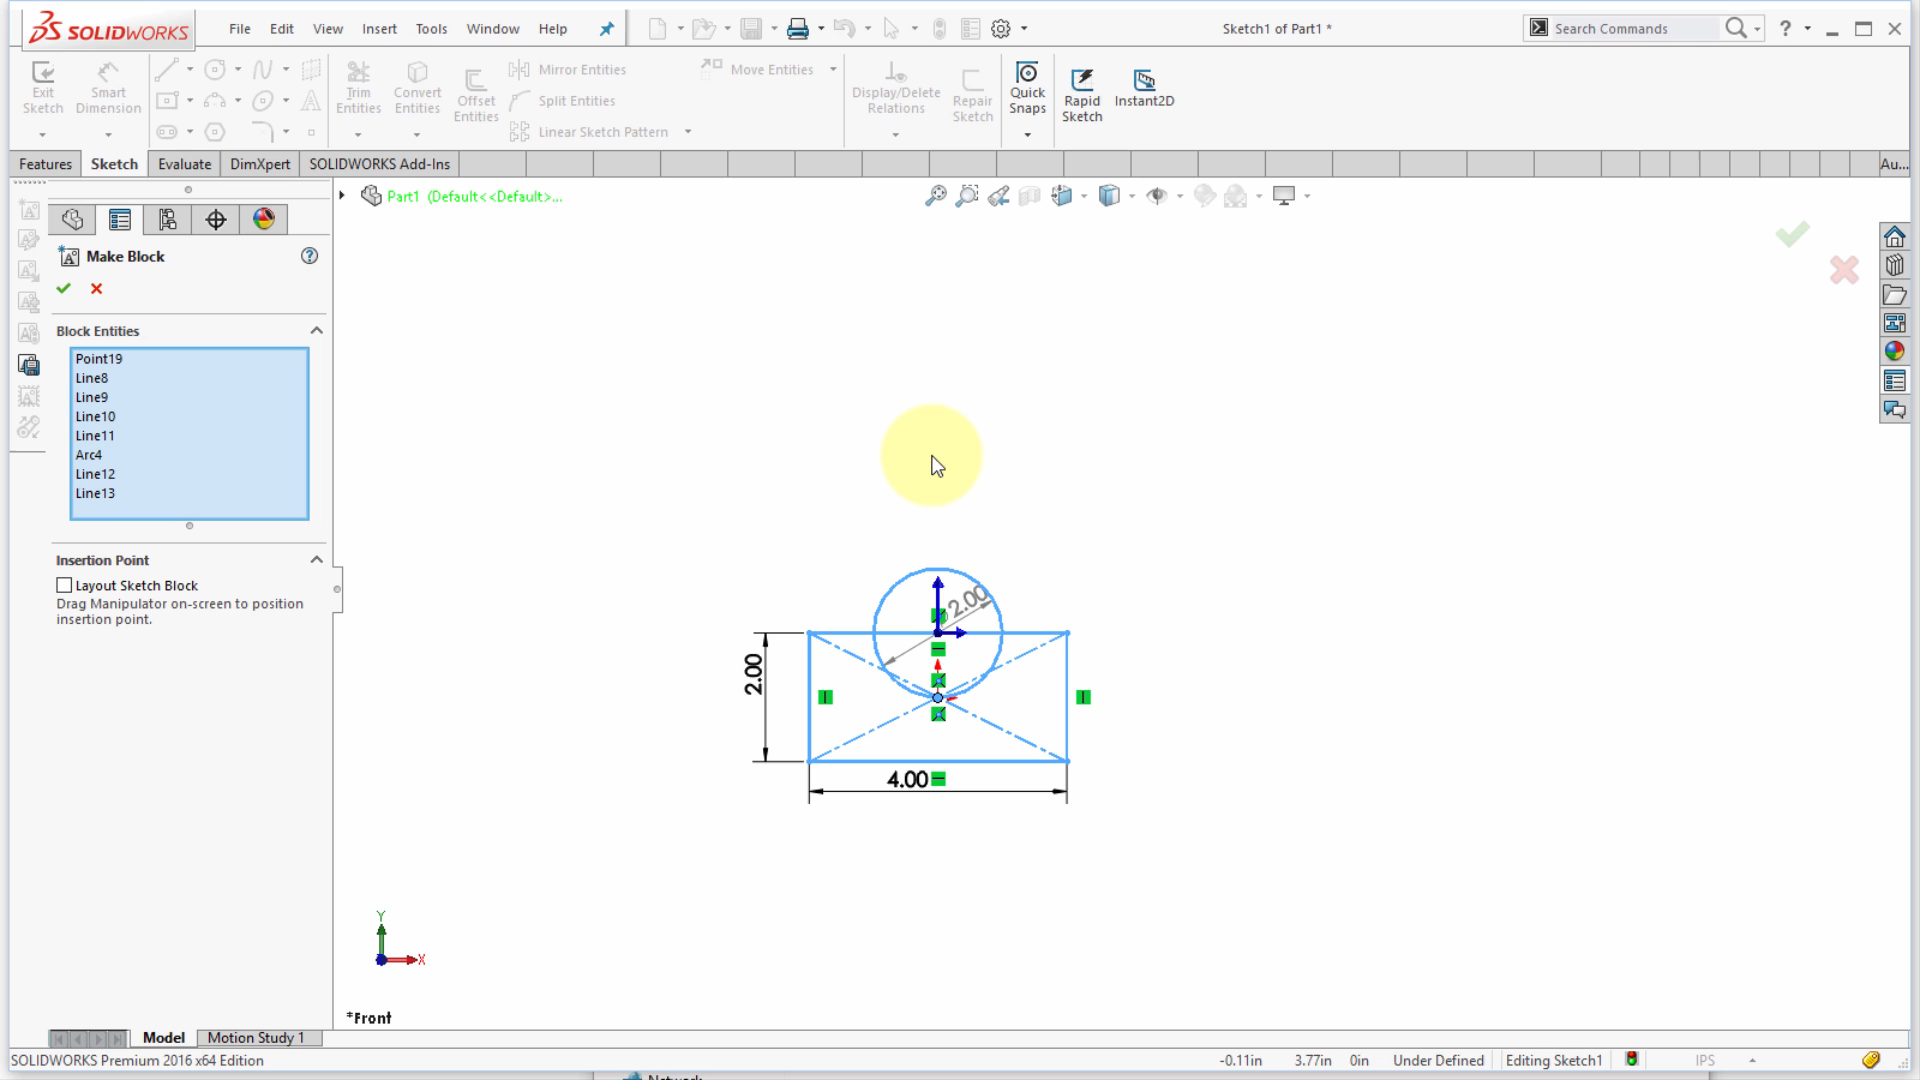 SOLIDWORKS
File Edit View Insert Tools Window Help
Sketch1 of Part1 *
Search Commands
Exit Sketch
Smart Dimension
Trim Entities
Convert Entities
Offset Entities
Mirror Entities
Split Entities
Linear Sketch Pattern
Move Entities
Display/Delete Relations
Repair Sketch
Quick Snaps
Rapid Sketch
Instant2D
Features Sketch Evaluate DimXpert SOLIDWORKS Add-Ins
Au...
Part1 (Default<<Default>...
Make Block
Block Entities
Point19
Line8
Line9
Line10
Line11
Arc4
Line12
Line13
Insertion Point
Layout Sketch Block
Drag Manipulator on-screen to position
insertion point.
2.00
2.00
4.00
Y
X
*Front
Model Motion Study 1
SOLIDWORKS Premium 2016 x64 Edition
-0.11in 3.77in 0in Under Defined Editing Sketch1 IPS